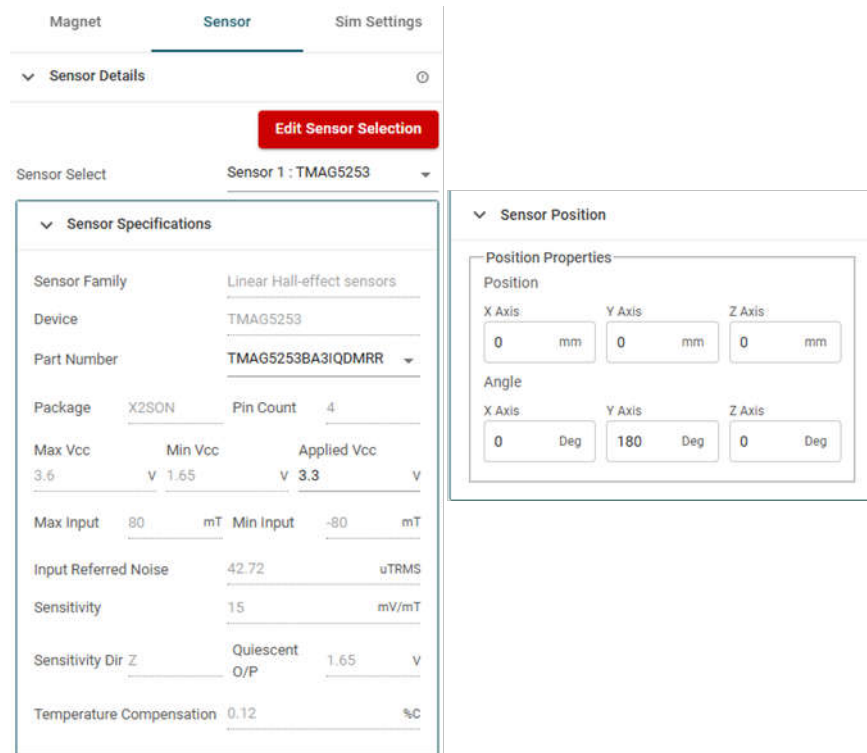 Magnet Sensor Sim Settings
Sensor Details
Edit Sensor Selection
Sensor Select Sensor 1 : TMAG5253
Sensor Specifications
Sensor Family Linear Hall-effect sensors
Device TMAG5253
Part Number TMAG5253BA3IQDMRR
Package X2SON Pin Count 4
Max Vcc Min Vcc Applied Vcc
3.6 V 1.65 V 3.3 V
Max Input 80 mT Min Input -80 mT
Input Referred Noise 42.72 uTRMS
Sensitivity 15 mV/mT
Sensitivity Dir Z Quiescent O/P 1.65 V
Temperature Compensation 0.12 %C
Sensor Position
Position Properties
Position
X Axis Y Axis Z Axis
0 mm 0 mm 0 mm
Angle
X Axis Y Axis Z Axis
0 Deg 180 Deg 0 Deg